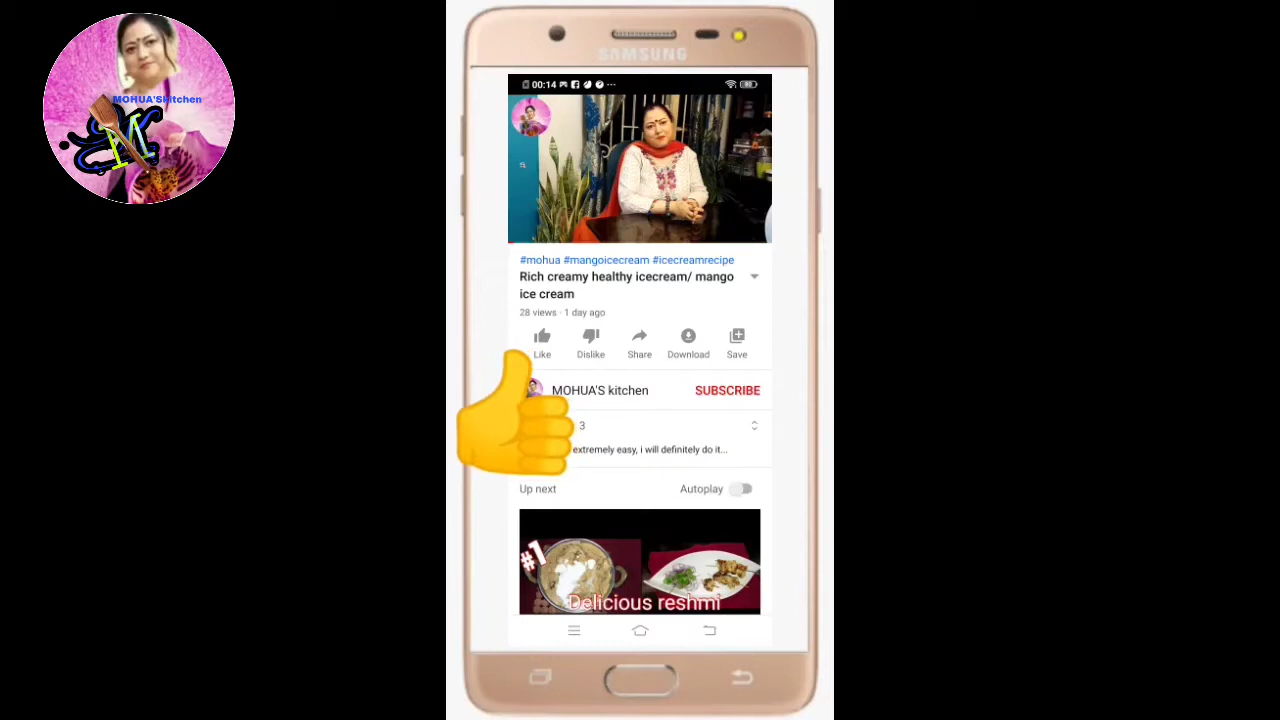 MOHUA'Skitchen
M
SAMSUNG
00:14
#mohua #mangoicecream #icecreamrecipe
Rich creamy healthy icecream/ mango
ice cream
28 views · 1 day ago
Like Dislike Share Download Save
MOHUA'S kitchen SUBSCRIBE
3
extremely easy, i will definitely do it...
Up next Autoplay
#1
Delicious reshmi